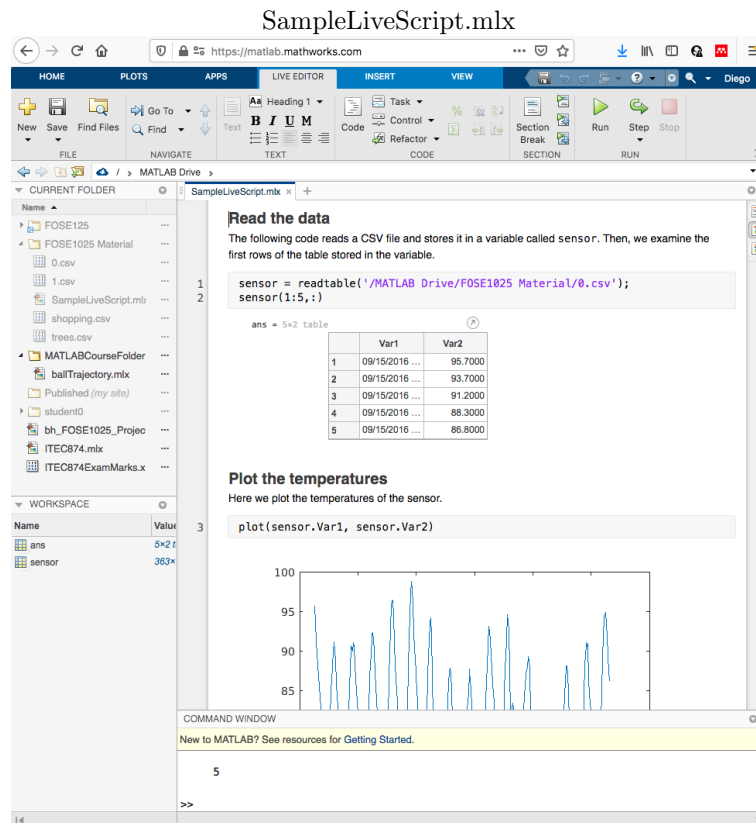 SampleLiveScript.mlx
https://matlab.mathworks.com
HOME PLOTS APPS LIVE EDITOR INSERT VIEW Diego
New Save Find Files Go To Find Text Heading 1 B I U M Code Task Control Refactor Section Break Run Step Stop
FILE NAVIGATE TEXT CODE SECTION RUN
/ › MATLAB Drive ›
CURRENT FOLDER
Name
FOSE125
FOSE1025 Material
0.csv
1.csv
SampleLiveScript.mlx
shopping.csv
trees.csv
MATLABCourseFolder
ballTrajectory.mlx
Published (my site)
student0
bh_FOSE1025_Projec
ITEC874.mlx
ITEC874ExamMarks.x
WORKSPACE
Name Value
ans 5×2 t
sensor 363×
SampleLiveScript.mlx × +
Read the data
The following code reads a CSV file and stores it in a variable called sensor. Then, we examine the
first rows of the table stored in the variable.
1 sensor = readtable('/MATLAB Drive/FOSE1025 Material/0.csv');
2 sensor(1:5,:)
ans = 5×2 table
Var1 Var2
1 09/15/2016 ... 95.7000
2 09/15/2016 ... 93.7000
3 09/15/2016 ... 91.2000
4 09/15/2016 ... 88.3000
5 09/15/2016 ... 86.8000
Plot the temperatures
Here we plot the temperatures of the sensor.
3 plot(sensor.Var1, sensor.Var2)
100
95
90
85
COMMAND WINDOW
New to MATLAB? See resources for Getting Started.
5
>>